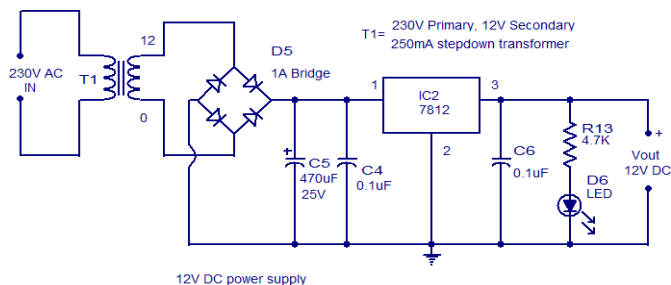 T1= 230V Primary, 12V Secondary
250mA stepdown transformer
12
D5
1A Bridge
230V AC
IN
T1
0
1
IC2
7812
3
2
+
C5
470uF
25V
C4
0.1uF
C6
0.1uF
R13
4.7K
D6
LED
+
Vout
12V DC
12V DC power supply